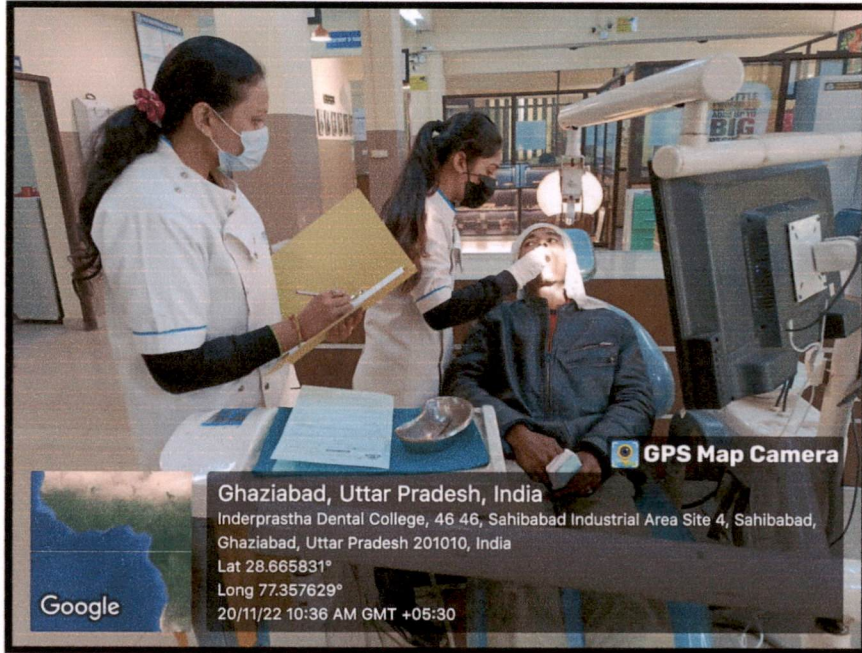 BIG
GPS Map Camera
Ghaziabad, Uttar Pradesh, India
Inderprastha Dental College, 46 46, Sahibabad Industrial Area Site 4, Sahibabad,
Ghaziabad, Uttar Pradesh 201010, India
Lat 28.665831°
Long 77.357629°
20/11/22 10:36 AM GMT +05:30
Google